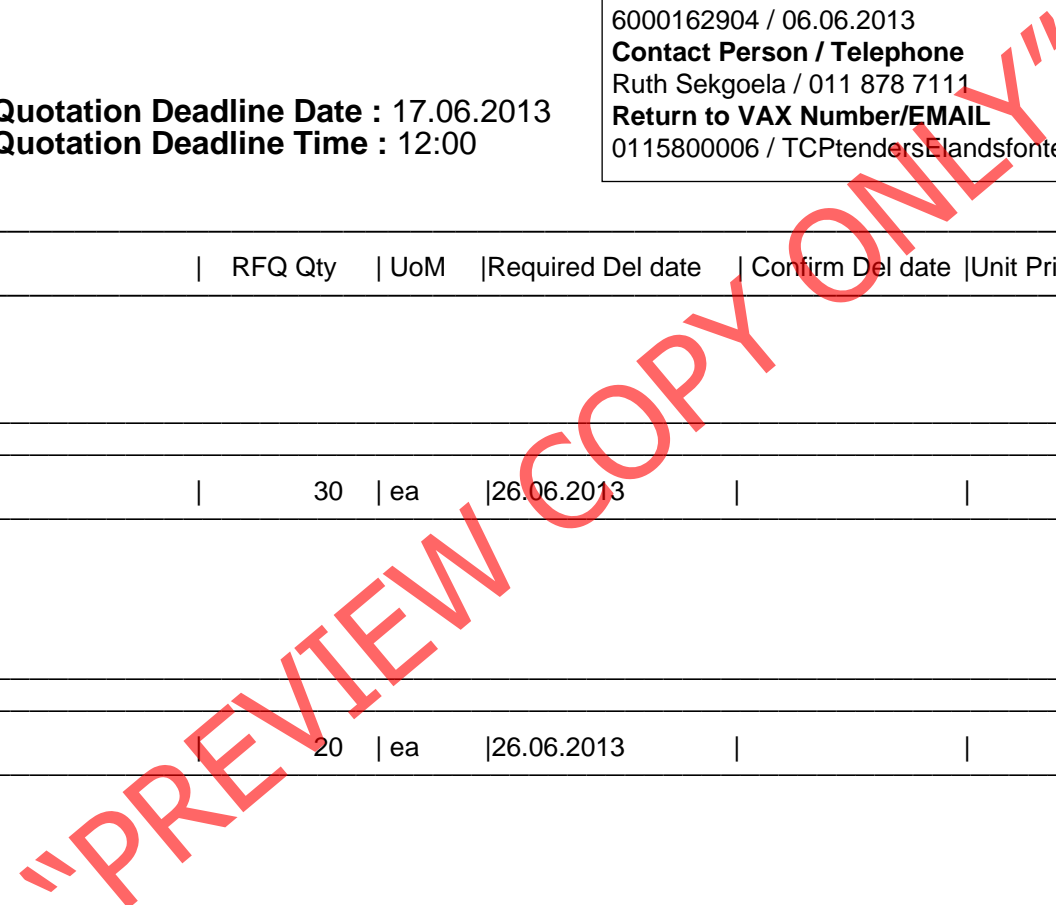 6000162904 / 06.06.2013
Contact Person / Telephone
Ruth Sekgoela / 011 878 7111
Quotation Deadline Date : 17.06.2013
Return to VAX Number/EMAIL
Quotation Deadline Time : 12:00
0115800006 / TCPtendersElandsfonte
| RFQ Qty | UoM |Required Del date | Confirm Del date |Unit Pri
| 30 | ea |26.06.2013 | |
| 20 | ea |26.06.2013 | |
"PREVIEW COPY ONLY"